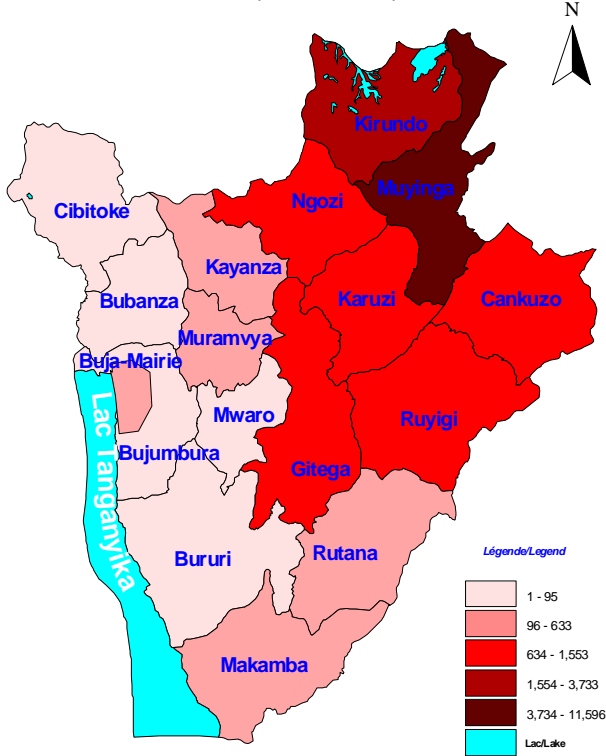 N
Kirundo
Muyinga
Ngozi
Cibitoke
Kayanza
Karuzi
Cankuzo
Bubanza
Muramvya
Buja-Mairie
Mwaro
Ruyigi
Bujumbura
Gitega
Lac Tanganyika
Bururi
Rutana
Makamba
Légende/Legend
1 - 95
96 - 633
634 - 1,553
1,554 - 3,733
3,734 - 11,596
Lac/Lake